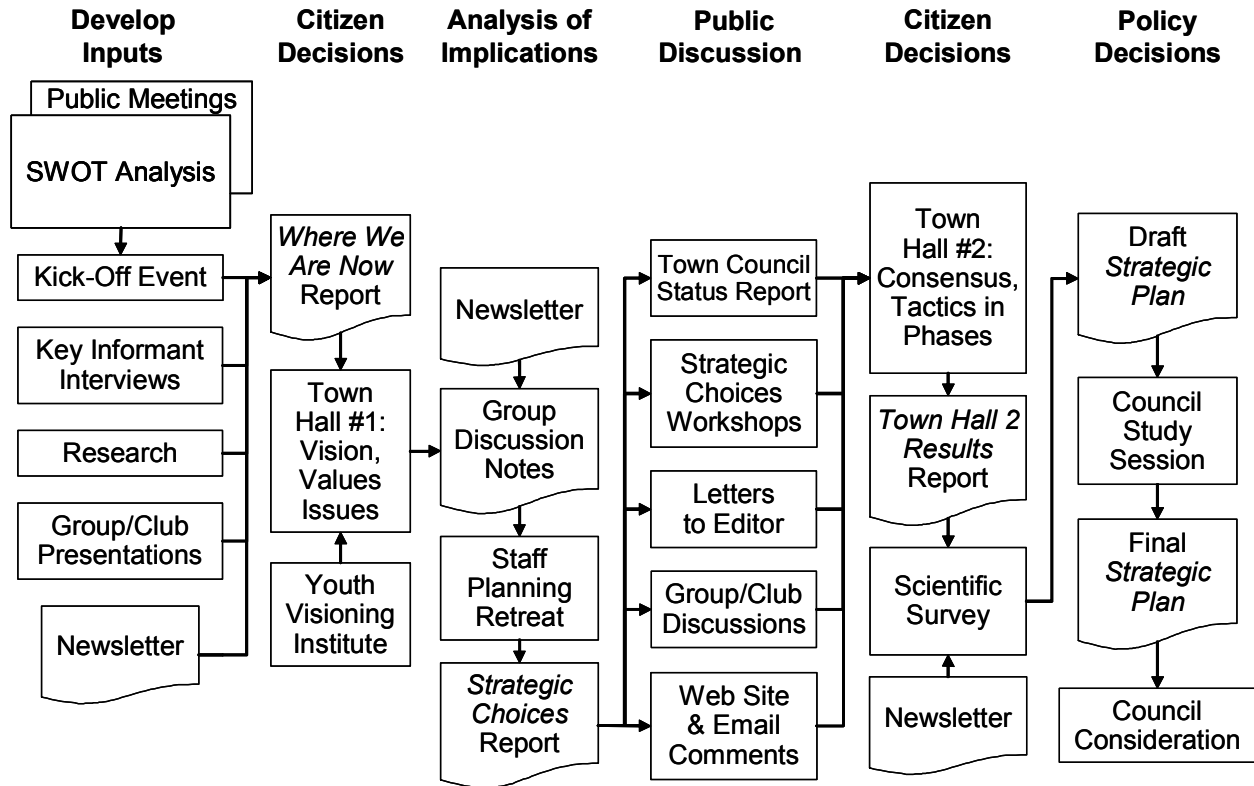 Develop
Inputs
Citizen
Decisions
Analysis of
Implications
Public
Discussion
Citizen
Decisions
Policy
Decisions
Public Meetings
SWOT Analysis
Kick-Off Event
Key Informant
Interviews
Research
Group/Club
Presentations
Newsletter
Where We
Are Now
Report
Town
Hall #1:
Vision,
Values
Issues
Youth
Visioning
Institute
Newsletter
Group
Discussion
Notes
Staff
Planning
Retreat
Strategic
Choices
Report
Town Council
Status Report
Strategic
Choices
Workshops
Letters
to Editor
Group/Club
Discussions
Web Site
& Email
Comments
Town
Hall #2:
Consensus,
Tactics in
Phases
Town Hall 2
Results
Report
Scientific
Survey
Newsletter
Draft
Strategic
Plan
Council
Study
Session
Final
Strategic
Plan
Council
Consideration